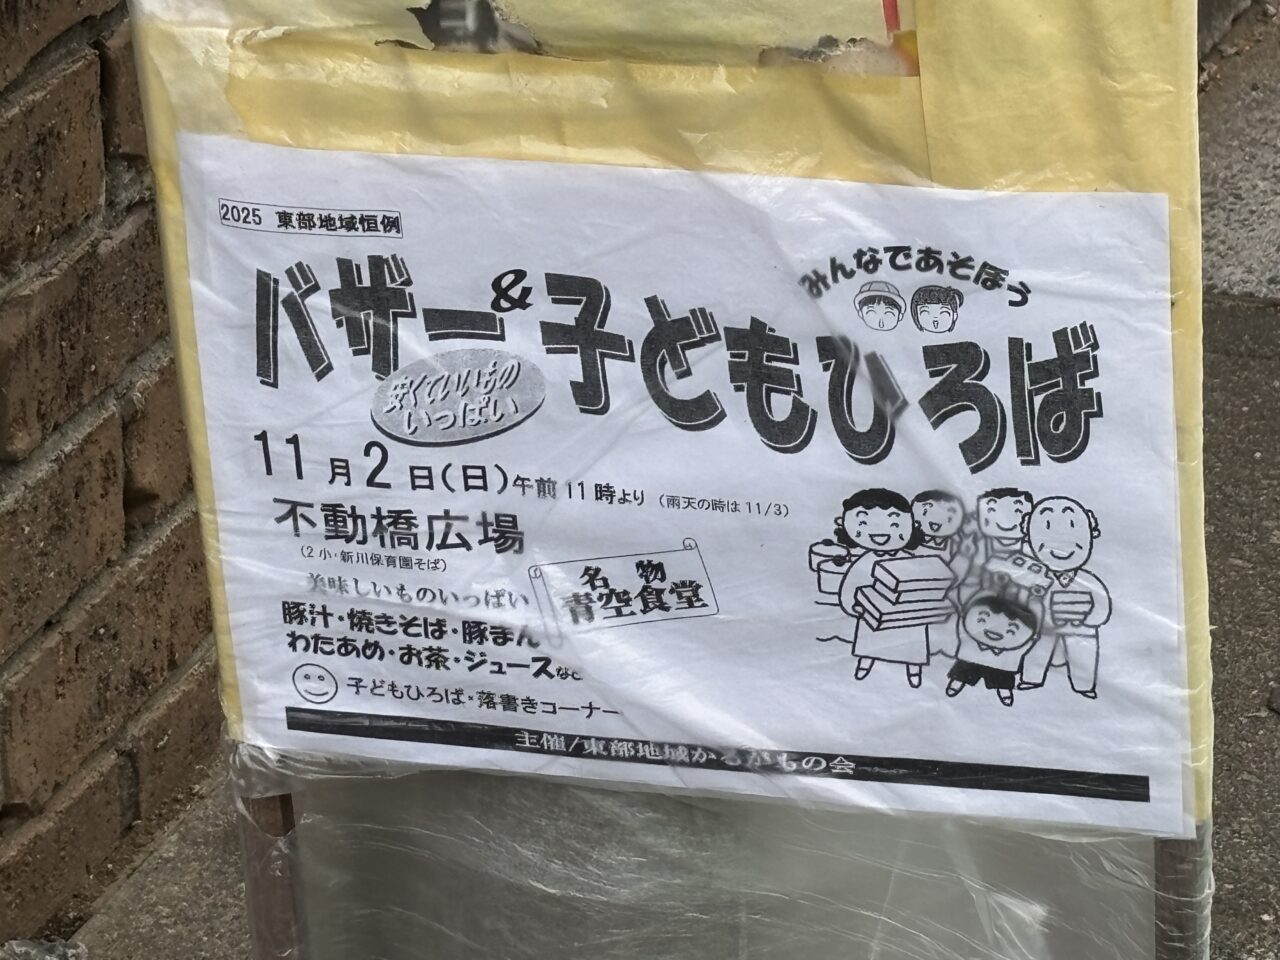 2025 東部地域恒例
みんなであそぼう
バザー&子どもひろば
安くていいもの
いっぱい
11月2日(日)午前11時より(雨天の時は11/3)
不動橋広場
(2小・新川保育園そば)
美味しいものいっぱい
名物
青空食堂
豚汁・焼きそば・豚まん
わたあめ・お茶・ジュースなど
子どもひろば・落書きコーナー
主催/東部地域かるがもの会